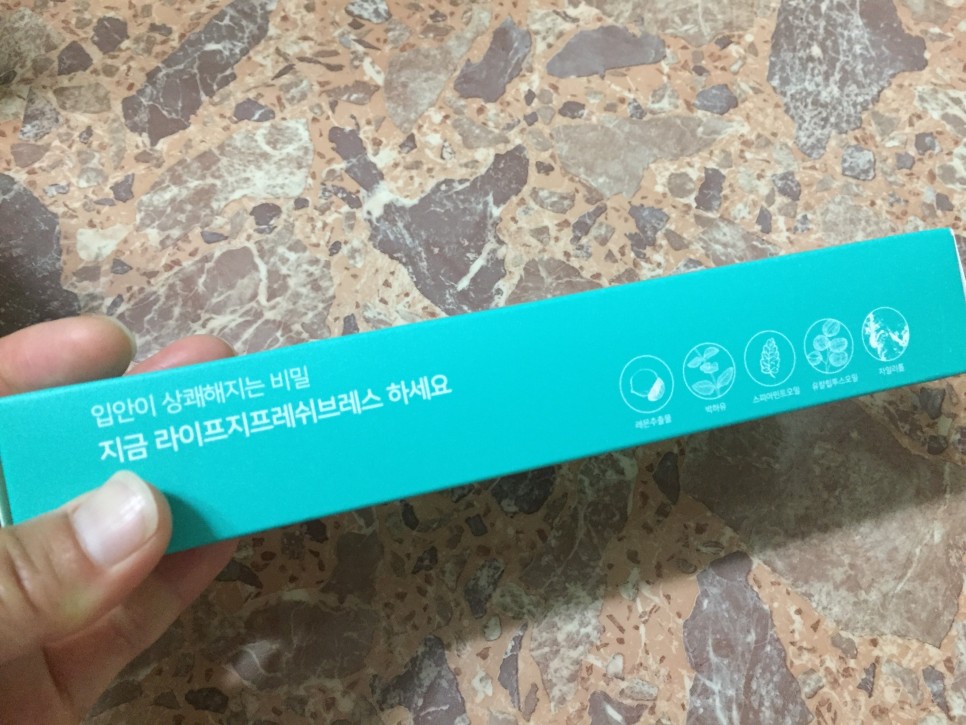 입안이 상쾌해지는 비밀
지금 라이프지프레쉬브레스 하세요
레몬추출물
박하유
스피아민트오일
유칼립투스오일
자일리톨